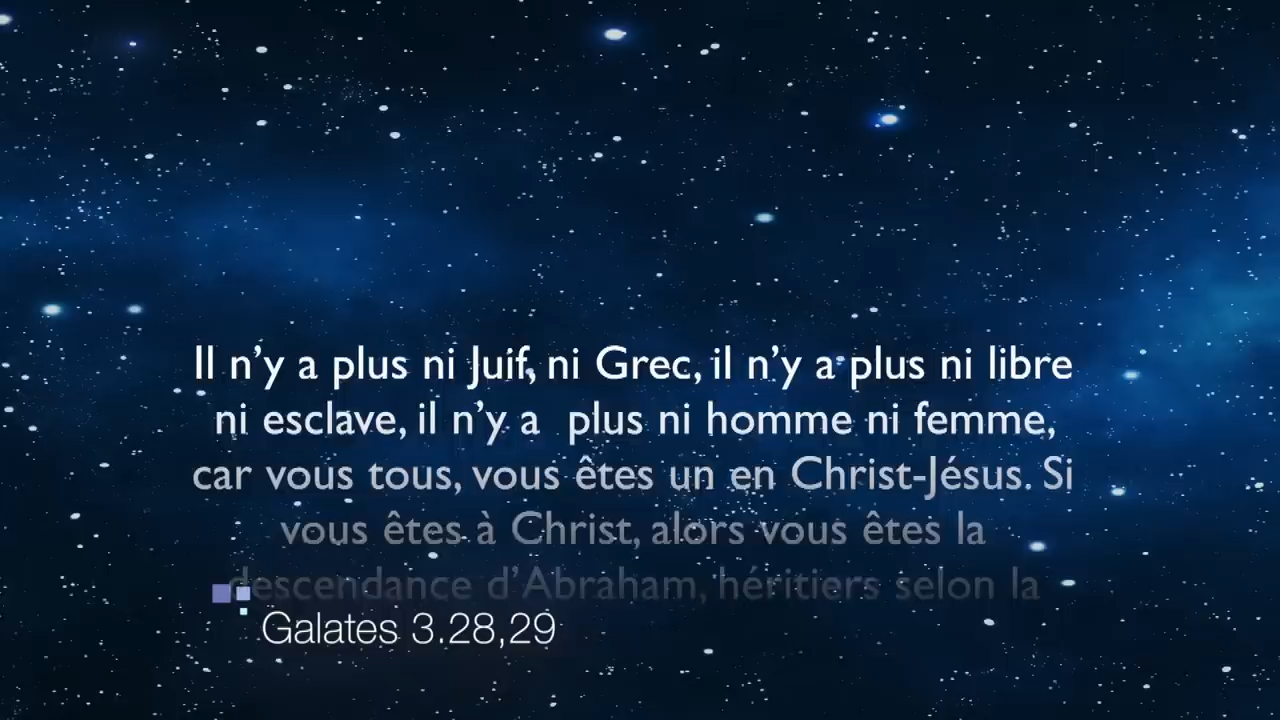 Il n’y a plus ni Juif, ni Grec, il n’y a plus ni libre
ni esclave, il n’y a  plus ni homme ni femme,
car vous tous, vous êtes un en Christ-Jésus. Si
vous êtes à Christ, alors vous êtes la
descendance d’Abraham, héritiers selon la
Galates 3.28,29